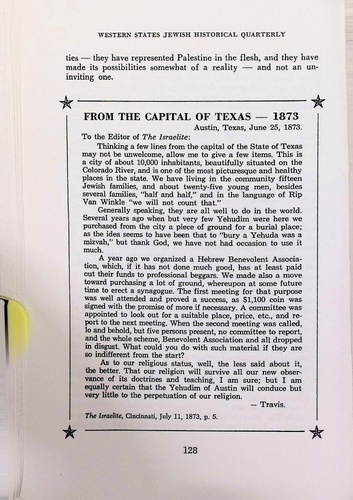 WESTERN STATES JEWISH HISTORICAL QUARTERLY
ties — they have represented Palestine in the flesh, and they have
made its possibilities somewhat of a reality — and not an un-
inviting one.
FROM THE CAPITAL OF TEXAS — 1873
Austin, Texas, June 25, 1873.
To the Editor of The Israelite:
Thinking a few lines from the capital of the State of Texas
may not be unwelcome, allow me to give a few items. This is a
city of about 10,000 inhabitants, beautifully situated on the
Colorado River, and is one of the most picturesque and healthy
places in the state. We have living in the community fifteen
Jewish families, and about twenty-five young men, besides
several families, "half and half," and in the language of Rip
Van Winkle "we will not count that."
Generally speaking, they are all well to do in the world.
Several years ago when but very few Yehudim were here we
purchased from the city a piece of ground for a burial place;
as the idea seems to have been that to "bury a Yehuda was a
mizvah," but thank God, we have not had occasion to use it
much.
A year ago we organized a Hebrew Benevolent Associa-
tion, which, if it has not done much good, has at least paid
out their funds to professional beggars. We made also a move
toward purchasing a lot of ground, whereupon at some future
time to erect a synagogue. The first meeting for that purpose
was well attended and proved a success, as $1,100 coin was
signed with the promise of more if necessary. A committee was
appointed to look out for a suitable place, price, etc., and re-
port to the next meeting. When the second meeting was called,
lo and behold, but five persons present, no committee to report,
and the whole scheme, Benevolent Association and all dropped
in disgust. What could you do with such material if they are
so indifferent from the start?
As to our religious status, well, the less said about it,
the better. That our religion will survive all our new obser-
vance of its doctrines and teaching, I am sure; but I am
equally certain that the Yehudim of Austin will conduce but
very little to the perpetuation of our religion.
— Travis.
The Israelite, Cincinnati, July 11, 1873, p. 5.
128